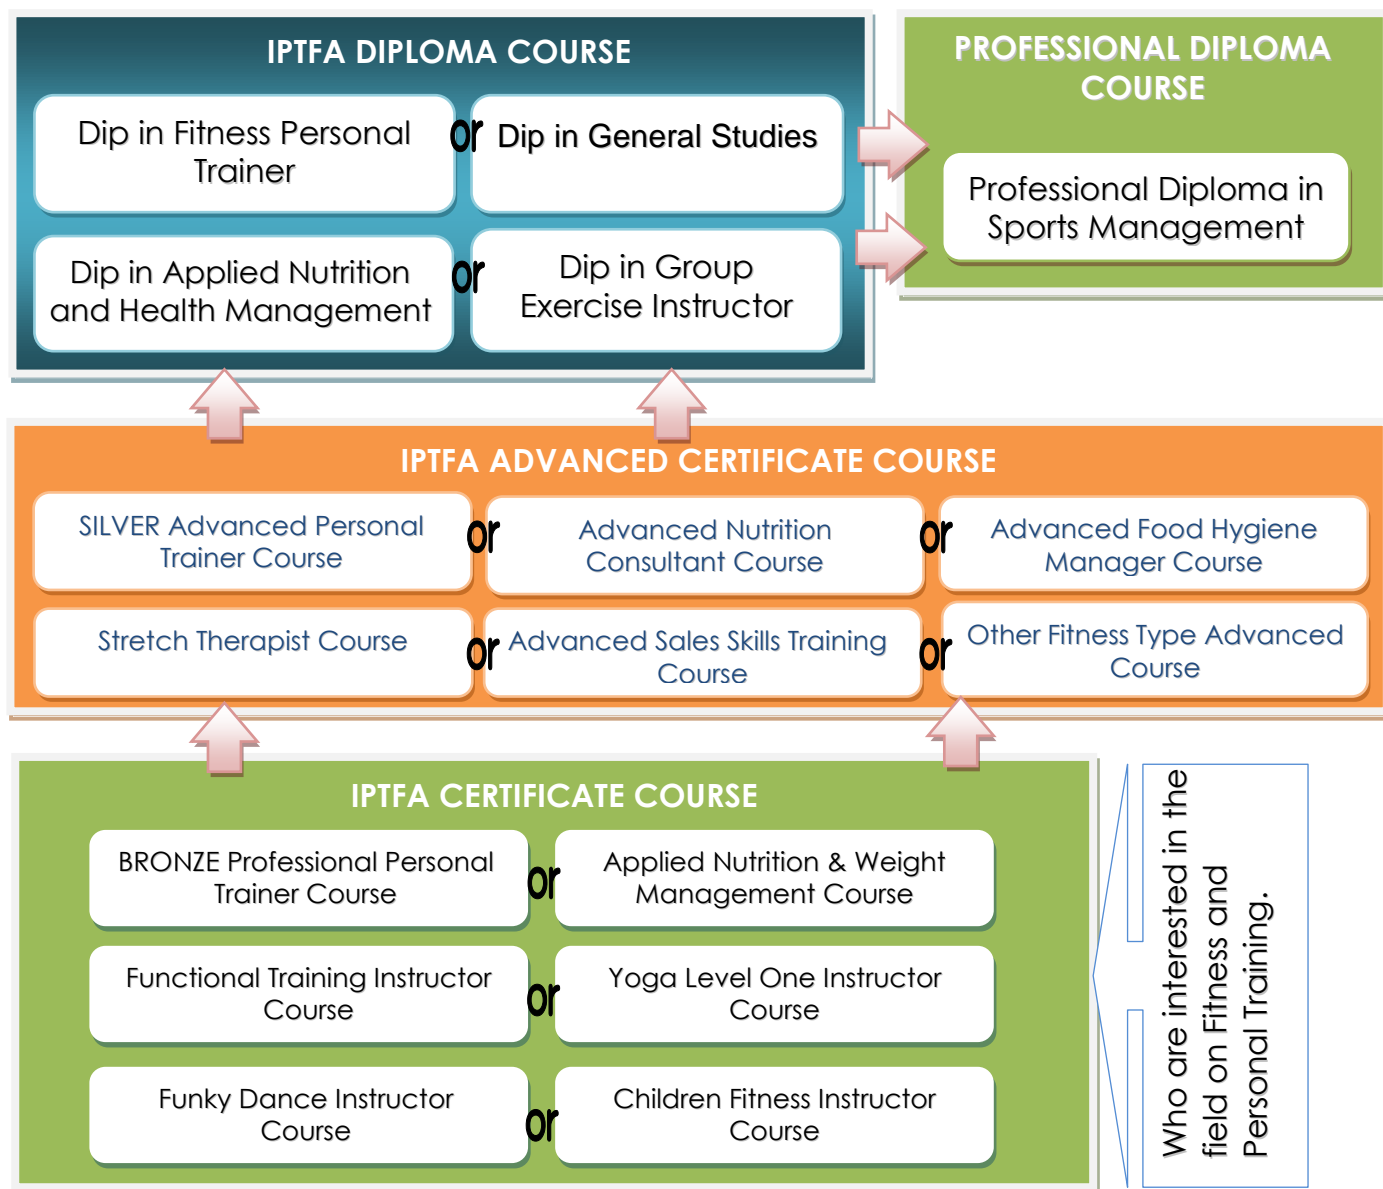 IPTFA DIPLOMA COURSE
Dip in Fitness Personal
Trainer
or
Dip in General Studies
Dip in Applied Nutrition
and Health Management
or
Dip in Group
Exercise Instructor
PROFESSIONAL DIPLOMA
COURSE
Professional Diploma in
Sports Management
IPTFA ADVANCED CERTIFICATE COURSE
SILVER Advanced Personal
Trainer Course
or
Advanced Nutrition
Consultant Course
or
Advanced Food Hygiene
Manager Course
Stretch Therapist Course
or
Advanced Sales Skills Training
Course
or
Other Fitness Type Advanced
Course
IPTFA CERTIFICATE COURSE
BRONZE Professional Personal
Trainer Course
or
Applied Nutrition & Weight
Management Course
Functional Training Instructor
Course
or
Yoga Level One Instructor
Course
Funky Dance Instructor
Course
or
Children Fitness Instructor
Course
Who are interested in the
field on Fitness and
Personal Training.